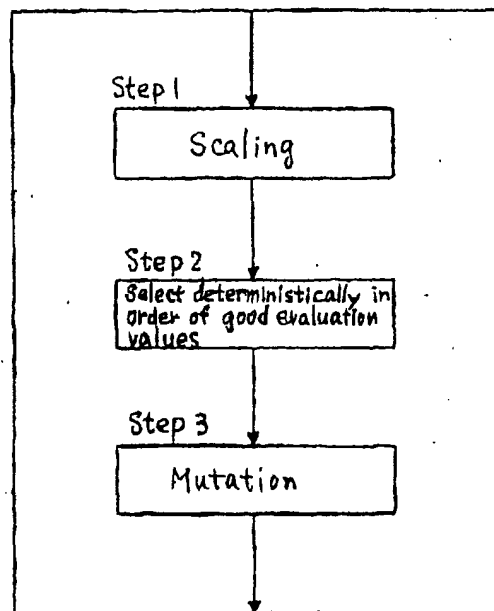 Step 1
Scaling
Step 2
Select deterministically in
order of good evaluation
values
Step 3
Mutation